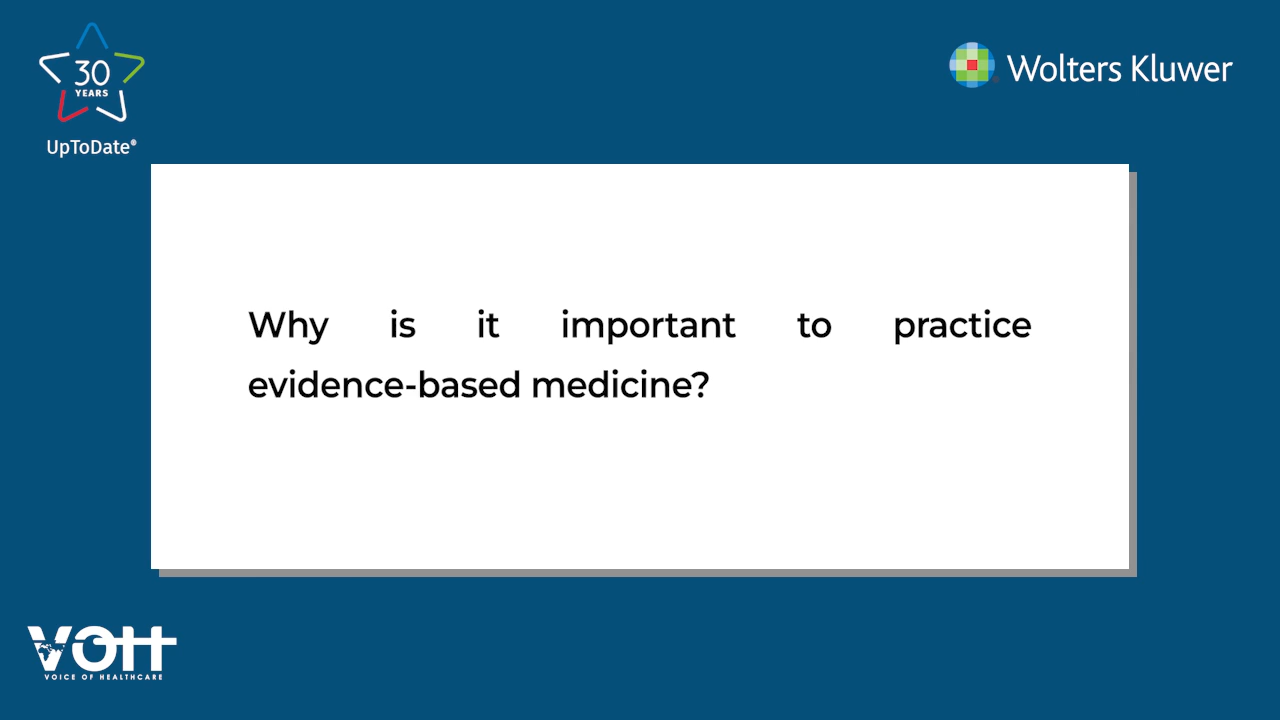 30
YEARS
UpToDate®
Wolters Kluwer
Why is it important to practice
evidence-based medicine?
VOH
VOICE OF HEALTHCARE